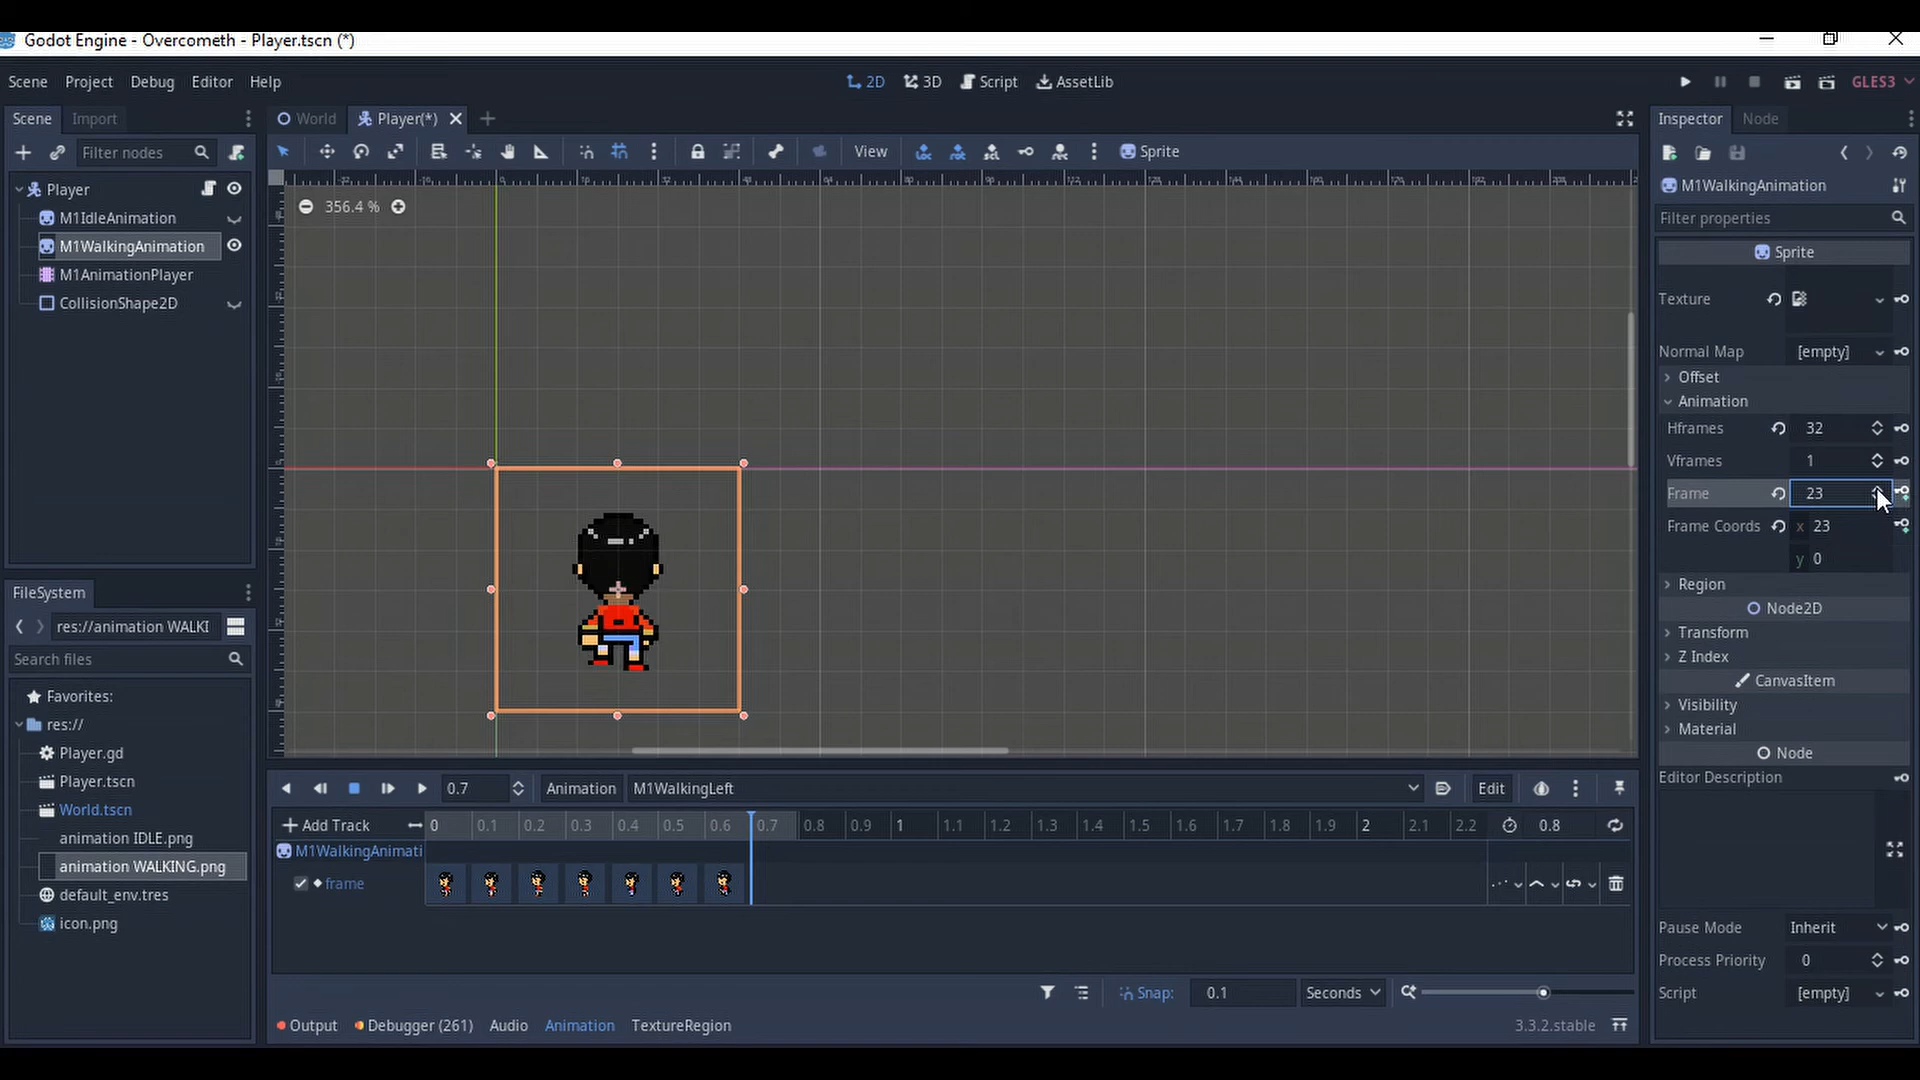 Godot Engine - Overcometh - Player.tscn (*)
Scene Project Debug Editor Help
2D 3D Script AssetLib
GLES3
Scene Import
World Player(*)
Inspector Node
Filter nodes
View
Sprite
Player
M1IdleAnimation
M1WalkingAnimation
M1AnimationPlayer
CollisionShape2D
356.4 %
M1WalkingAnimation
Filter properties
Sprite
Texture
Normal Map [empty]
Offset
Animation
Hframes 32
Vframes 1
Frame 23
Frame Coords x 23
y 0
Region
Node2D
Transform
Z Index
CanvasItem
Visibility
Material
Node
Editor Description
Pause Mode Inherit
Process Priority 0
Script [empty]
FileSystem
res://animation WALKI
Search files
Favorites:
res://
Player.gd
Player.tscn
World.tscn
animation IDLE.png
animation WALKING.png
default_env.tres
icon.png
0.7 Animation M1WalkingLeft Edit
Add Track 0 0.1 0.2 0.3 0.4 0.5 0.6 0.7 0.8 0.9 1 1.1 1.2 1.3 1.4 1.5 1.6 1.7 1.8 1.9 2 2.1 2.2 0.8
M1WalkingAnimati
frame
Snap: 0.1 Seconds
Output Debugger (261) Audio Animation TextureRegion
3.3.2.stable